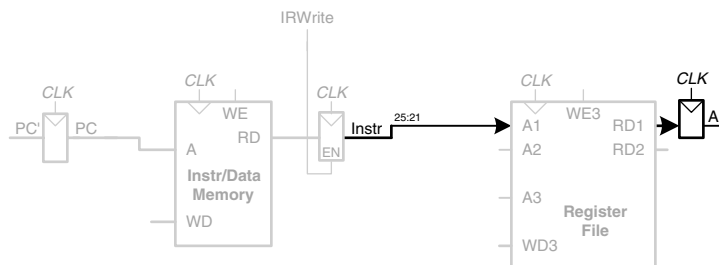 IRWrite
CLK
CLK
CLK
CLK
CLK
PC'
PC
WE
RD
A
Instr/Data
Memory
WD
EN
Instr
25:21
A1
A2
A3
WD3
WE3
RD1
RD2
Register
File
A